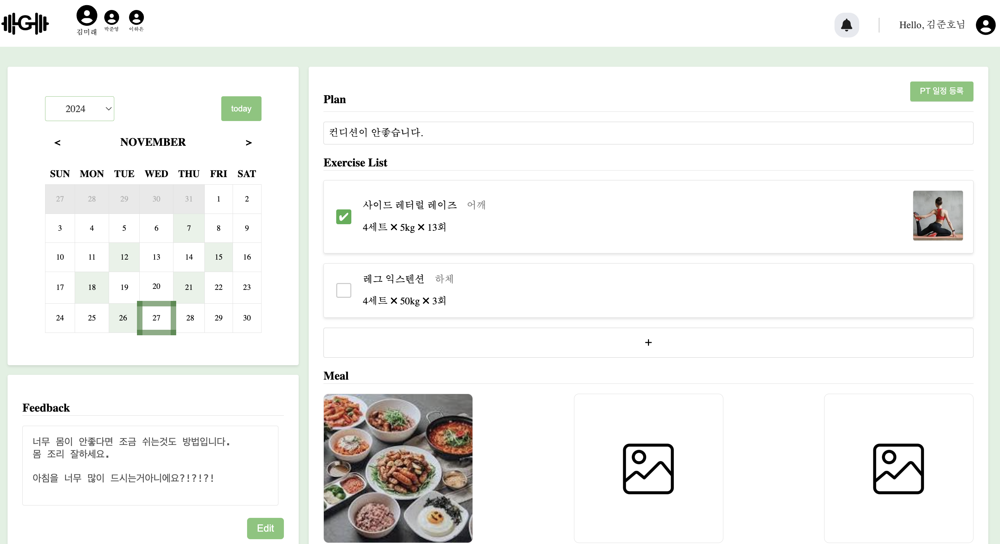 G
김미래 박준영 이하은
Hello, 김준호님
2024
today
< NOVEMBER >
SUN MON TUE WED THU FRI SAT
27 28 29 30 31 1 2
3 4 5 6 7 8 9
10 11 12 13 14 15 16
17 18 19 20 21 22 23
24 25 26 27 28 29 30
Feedback
너무 몸이 안좋다면 조금 쉬는것도 방법입니다.
몸 조리 잘하세요.
아침을 너무 많이 드시는거아니에요?!?!?!
Edit
PT 일정 등록
Plan
컨디션이 안좋습니다.
Exercise List
사이드 레터럴 레이즈 어깨
4세트 ✕ 5kg ✕ 13회
레그 익스텐션 하체
4세트 ✕ 50kg ✕ 3회
+
Meal